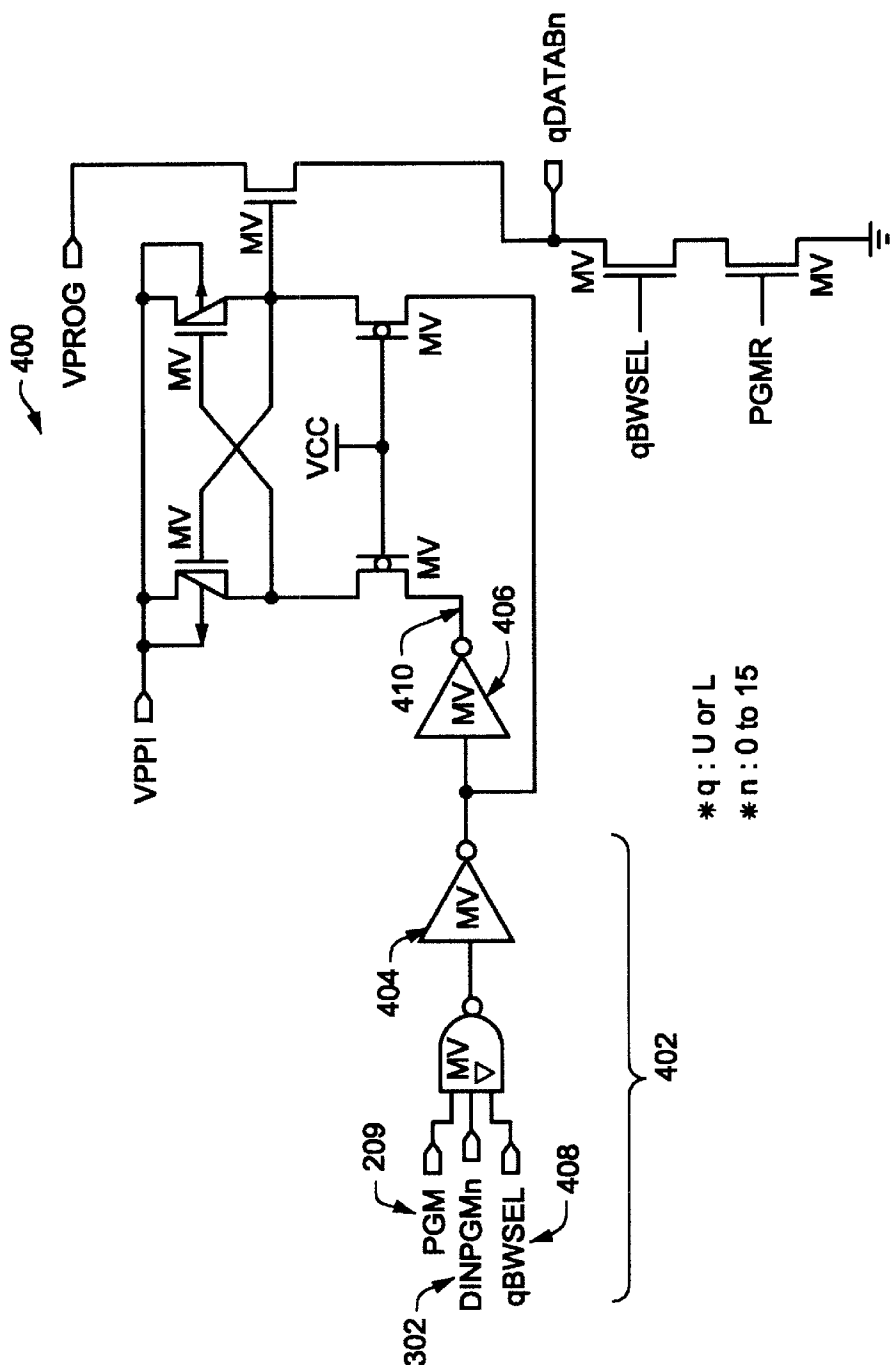 400
VPPI
VPROG
MV
MV
MV
VCC
MV
MV
410
406
MV
404
MV
MV
209
PGM
302
DINPGMn
qBWSEL
408
402
qDATABn
MV
qBWSEL
MV
PGMR
* q : U or L
* n : 0 to 15